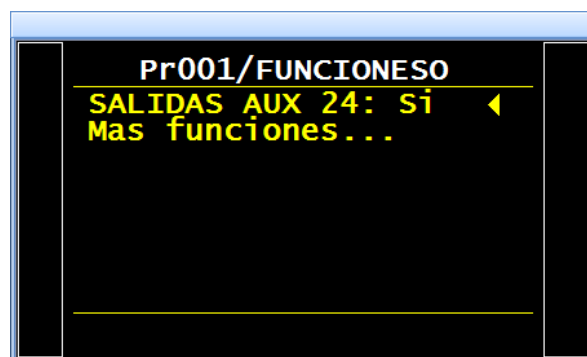 Pr001/FUNCIONESO
SALIDAS AUX 24: Si
Mas funciones...